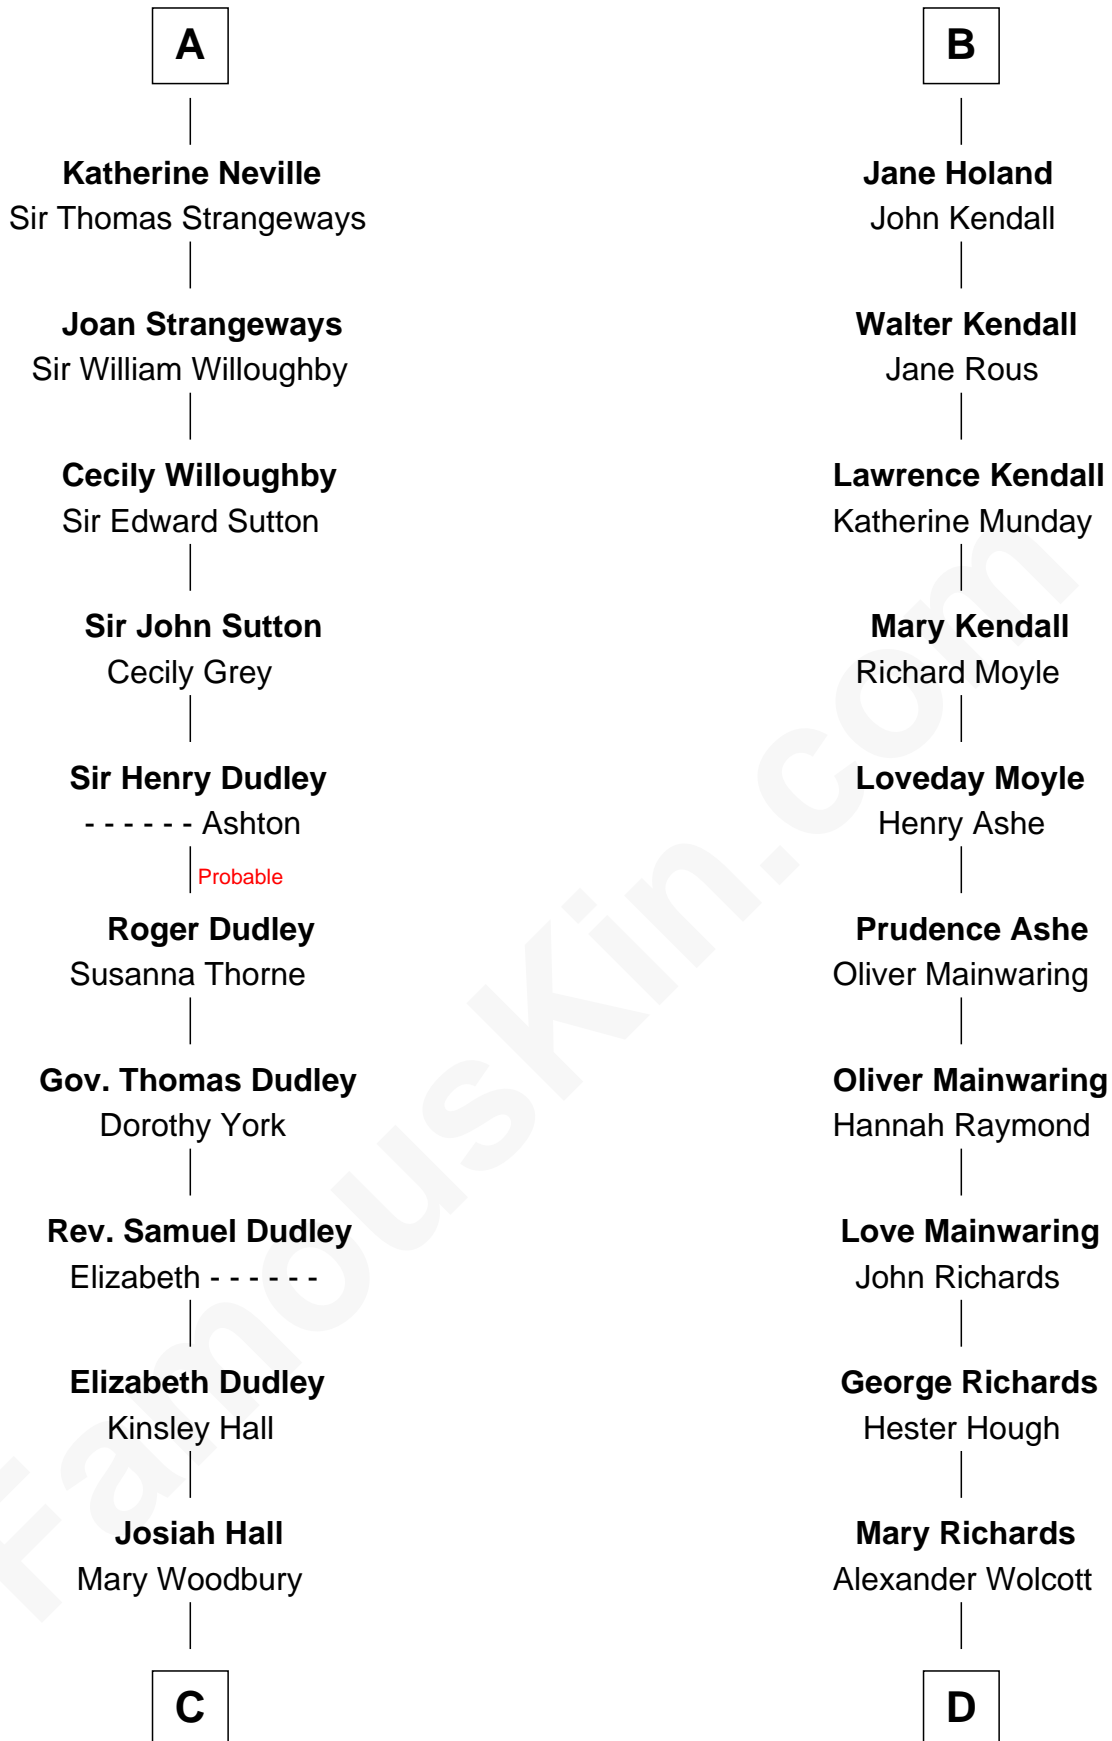 A
Katherine Neville
Sir Thomas Strangeways
Joan Strangeways
Sir William Willoughby
Cecily Willoughby
Sir Edward Sutton
Sir John Sutton
Cecily Grey
Sir Henry Dudley
- - - - - - Ashton
Probable
Roger Dudley
Susanna Thorne
Gov. Thomas Dudley
Dorothy York
Rev. Samuel Dudley
Elizabeth - - - - - -
Elizabeth Dudley
Kinsley Hall
Josiah Hall
Mary Woodbury
C
B
Jane Holand
John Kendall
Walter Kendall
Jane Rous
Lawrence Kendall
Katherine Munday
Mary Kendall
Richard Moyle
Loveday Moyle
Henry Ashe
Prudence Ashe
Oliver Mainwaring
Oliver Mainwaring
Hannah Raymond
Love Mainwaring
John Richards
George Richards
Hester Hough
Mary Richards
Alexander Wolcott
D
FamousKin.com